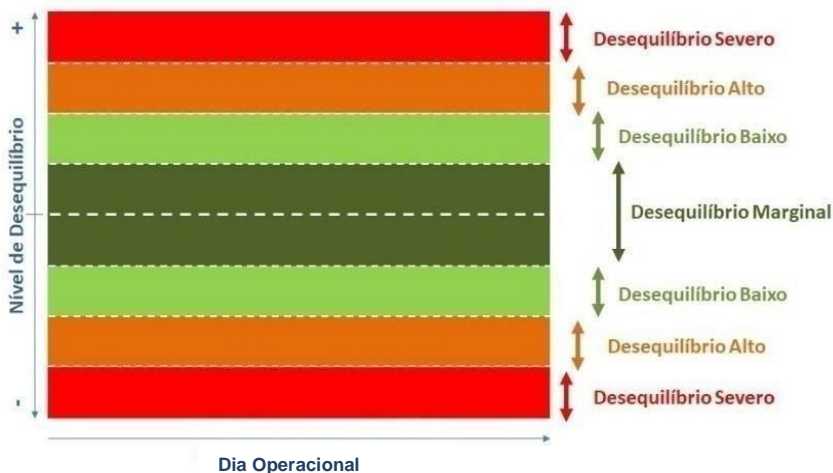 +
Nível de Desequilíbrio
-
Desequilíbrio Severo
Desequilíbrio Alto
Desequilíbrio Baixo
Desequilíbrio Marginal
Desequilíbrio Baixo
Desequilíbrio Alto
Desequilíbrio Severo
Dia Operacional